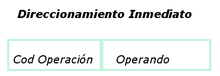 Direccionamiento Inmediato
Cod Operación Operando